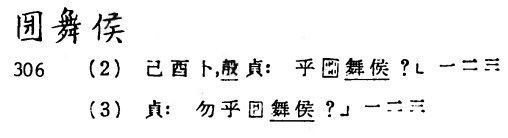 舞侯
306 (2) 己酉卜,㱿貞: 乎 舞侯?L 一二三
(3) 貞: 勿乎 舞侯?」 一二三